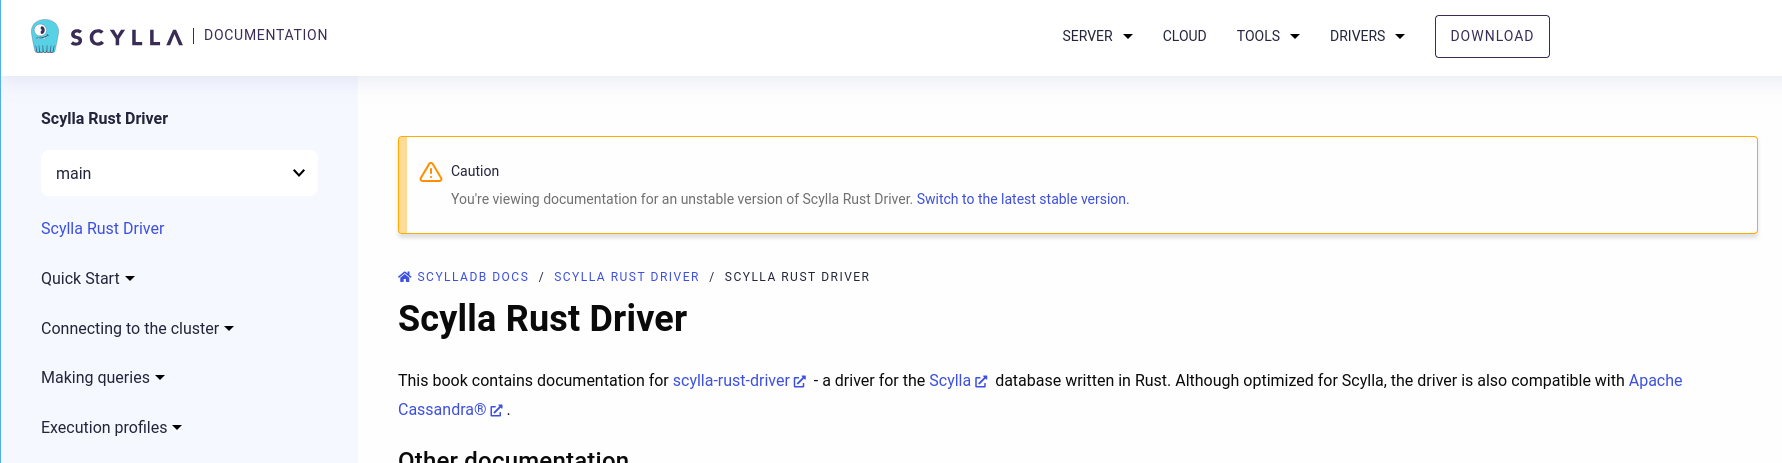 SCYLLA | DOCUMENTATION
SERVER CLOUD TOOLS DRIVERS DOWNLOAD
Scylla Rust Driver
main
Scylla Rust Driver
Quick Start
Connecting to the cluster
Making queries
Execution profiles
Caution
You're viewing documentation for an unstable version of Scylla Rust Driver. Switch to the latest stable version.
SCYLLADB DOCS / SCYLLA RUST DRIVER / SCYLLA RUST DRIVER
Scylla Rust Driver
This book contains documentation for scylla-rust-driver - a driver for the Scylla database written in Rust. Although optimized for Scylla, the driver is also compatible with Apache
Cassandra® .
Other documentation